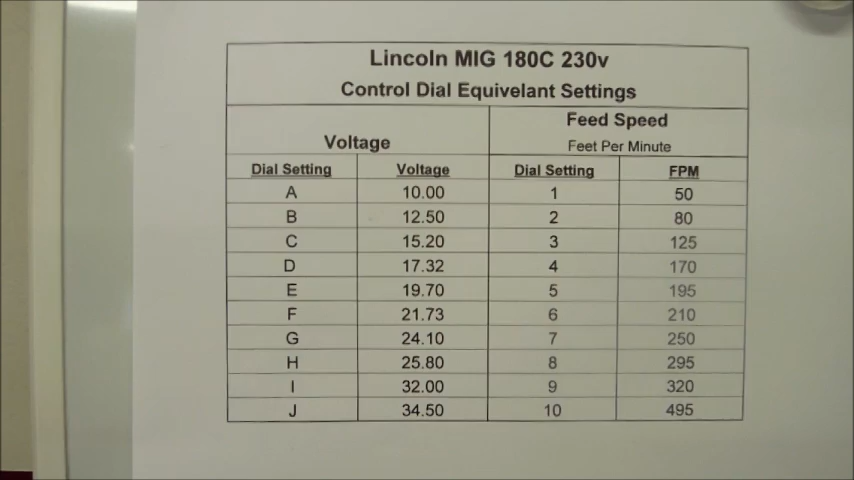 Lincoln MIG 180C 230v
Control Dial Equivelant Settings
Voltage
Feed Speed
Feet Per Minute
Dial Setting Voltage Dial Setting FPM
A 10.00 1 50
B 12.50 2 80
C 15.20 3 125
D 17.32 4 170
E 19.70 5 195
F 21.73 6 210
G 24.10 7 250
H 25.80 8 295
I 32.00 9 320
J 34.50 10 495